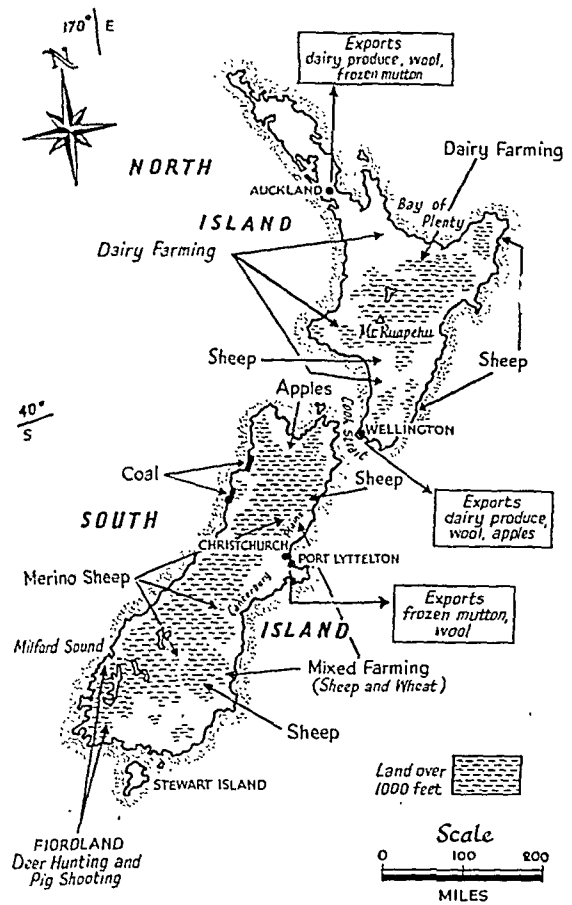 170° E
N
Exports
dairy produce, wool,
frozen mutton
NORTH
ISLAND
Dairy Farming
AUCKLAND
Bay of
Plenty
Dairy Farming
Mt. Ruapehu
Sheep
Sheep
Apples
40°
S
Cook Strait
WELLINGTON
Coal
Sheep
Exports
dairy produce,
wool, apples
SOUTH
ISLAND
CHRISTCHURCH
PORT LYTTELTON
Plains
Canterbury
Merino Sheep
Exports
frozen mutton,
wool
Milford Sound
Mixed Farming
(Sheep and Wheat)
Sheep
STEWART ISLAND
Land over
1000 feet
FIORDLAND
Deer Hunting and
Pig Shooting
Scale
0 100 200
MILES